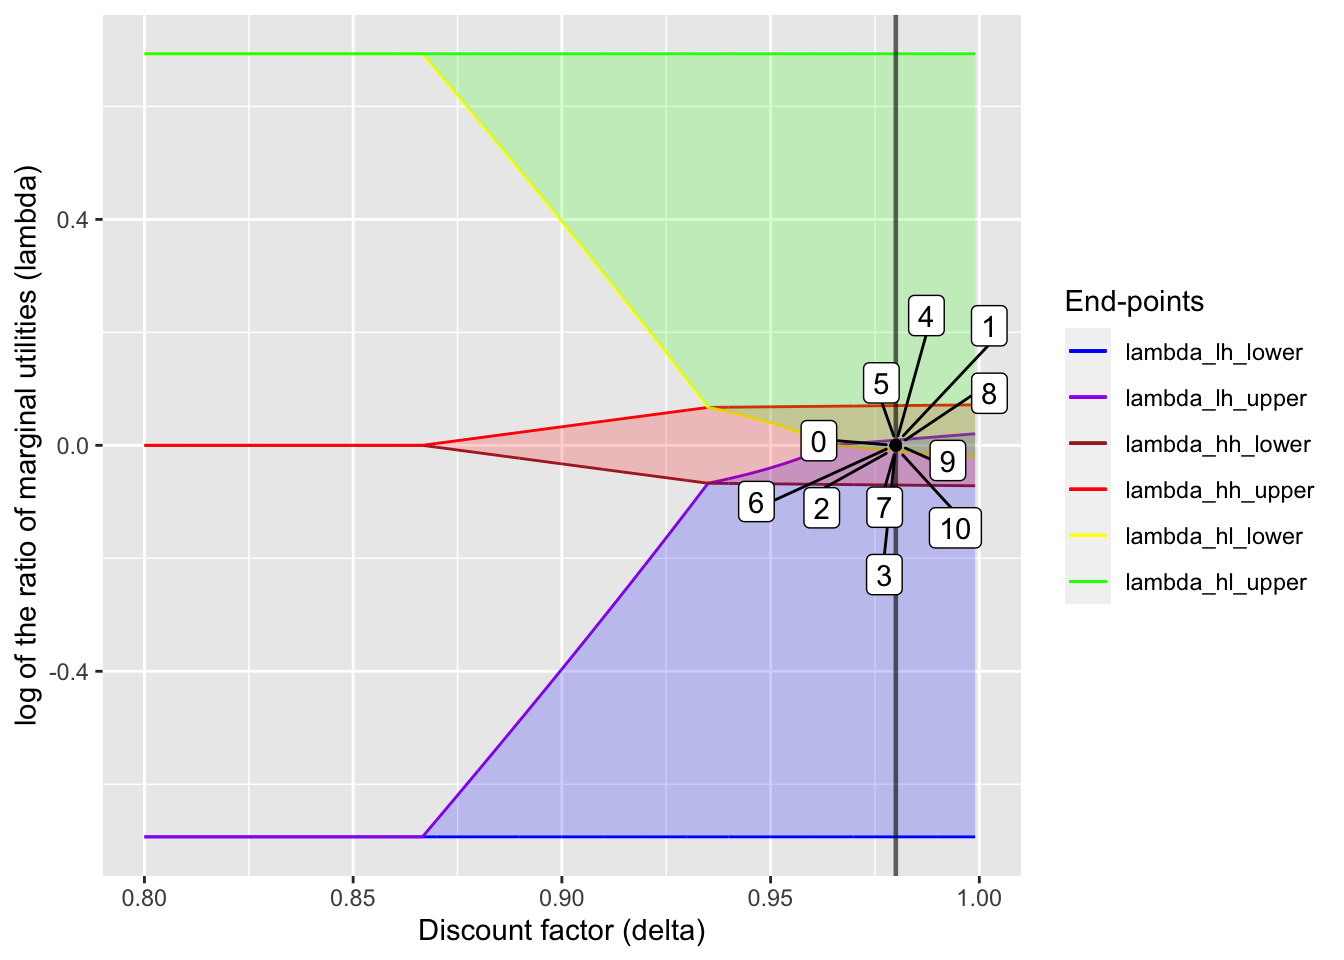 log of the ratio of marginal utilities (lambda)
0.4
0.0
-0.4
4
1
5
8
0
9
6
2
7
10
3
0.80
0.85
0.90
0.95
1.00
Discount factor (delta)
End-points
lambda_lh_lower
lambda_lh_upper
lambda_hh_lower
lambda_hh_upper
lambda_hl_lower
lambda_hl_upper